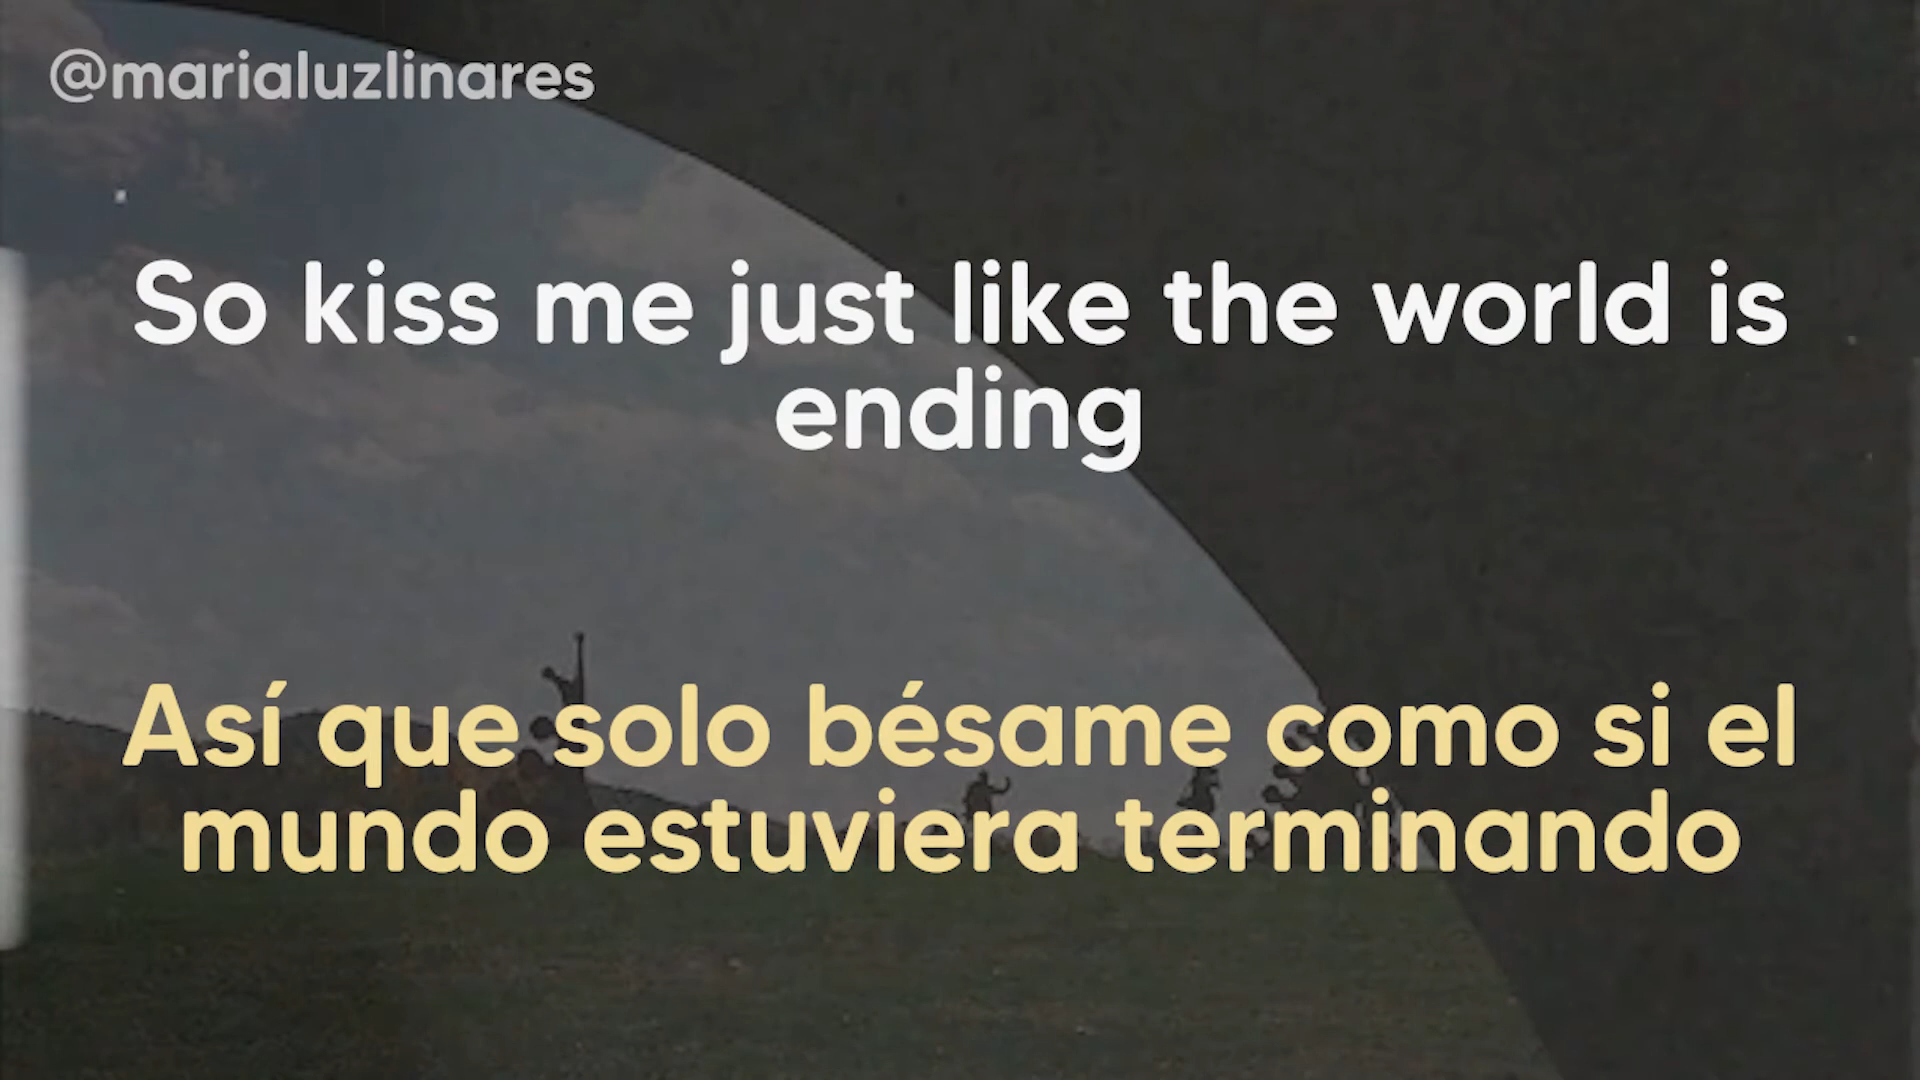 @marialuzlinares
So kiss me just like the world is
ending
Así que solo bésame como si el
mundo estuviera terminando